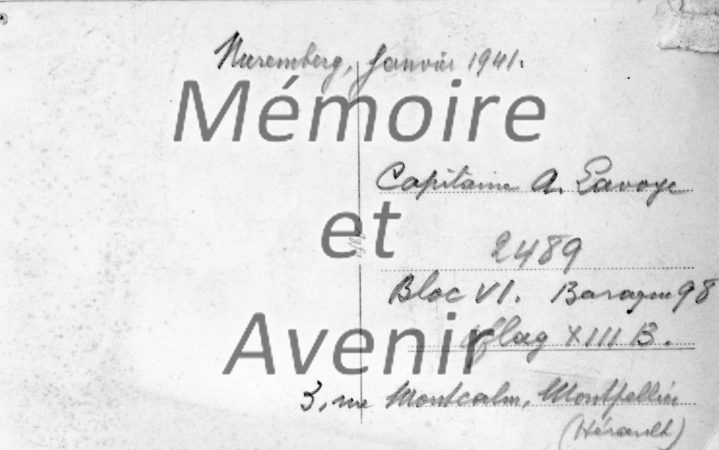 Nuremberg, Janvier 1941.
Mémoire
Capitaine A. Lavoye
et
2489
Bloc VI. Baraque 98
Avenir
Oflag XIII B.
3, rue Montcalm, Montpellier
(Hérault)